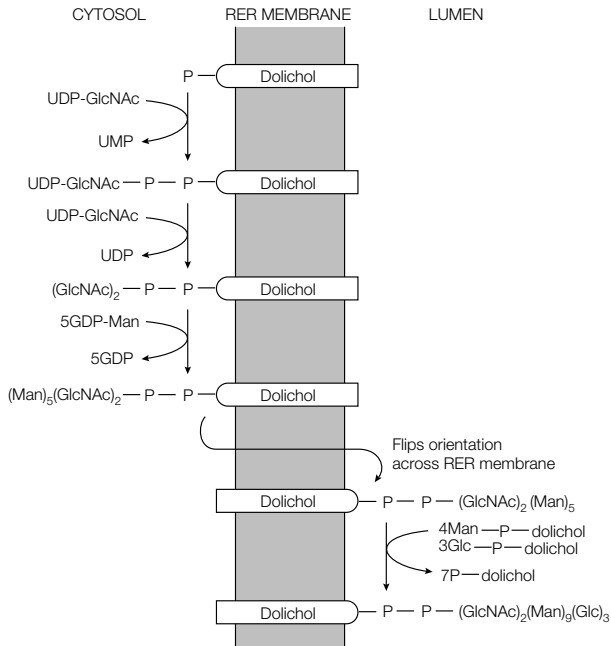 CYTOSOL RER MEMBRANE LUMEN
P — Dolichol
UDP-GlcNAc
UMP
UDP-GlcNAc — P — P — Dolichol
UDP-GlcNAc
UDP
(GlcNAc)2 — P — P — Dolichol
5GDP-Man
5GDP
(Man)5(GlcNAc)2 — P — P — Dolichol
Flips orientation
across RER membrane
Dolichol — P — P — (GlcNAc)2 (Man)5
4Man —P— dolichol
3Glc —P— dolichol
7P— dolichol
Dolichol — P — P — (GlcNAc)2(Man)9(Glc)3